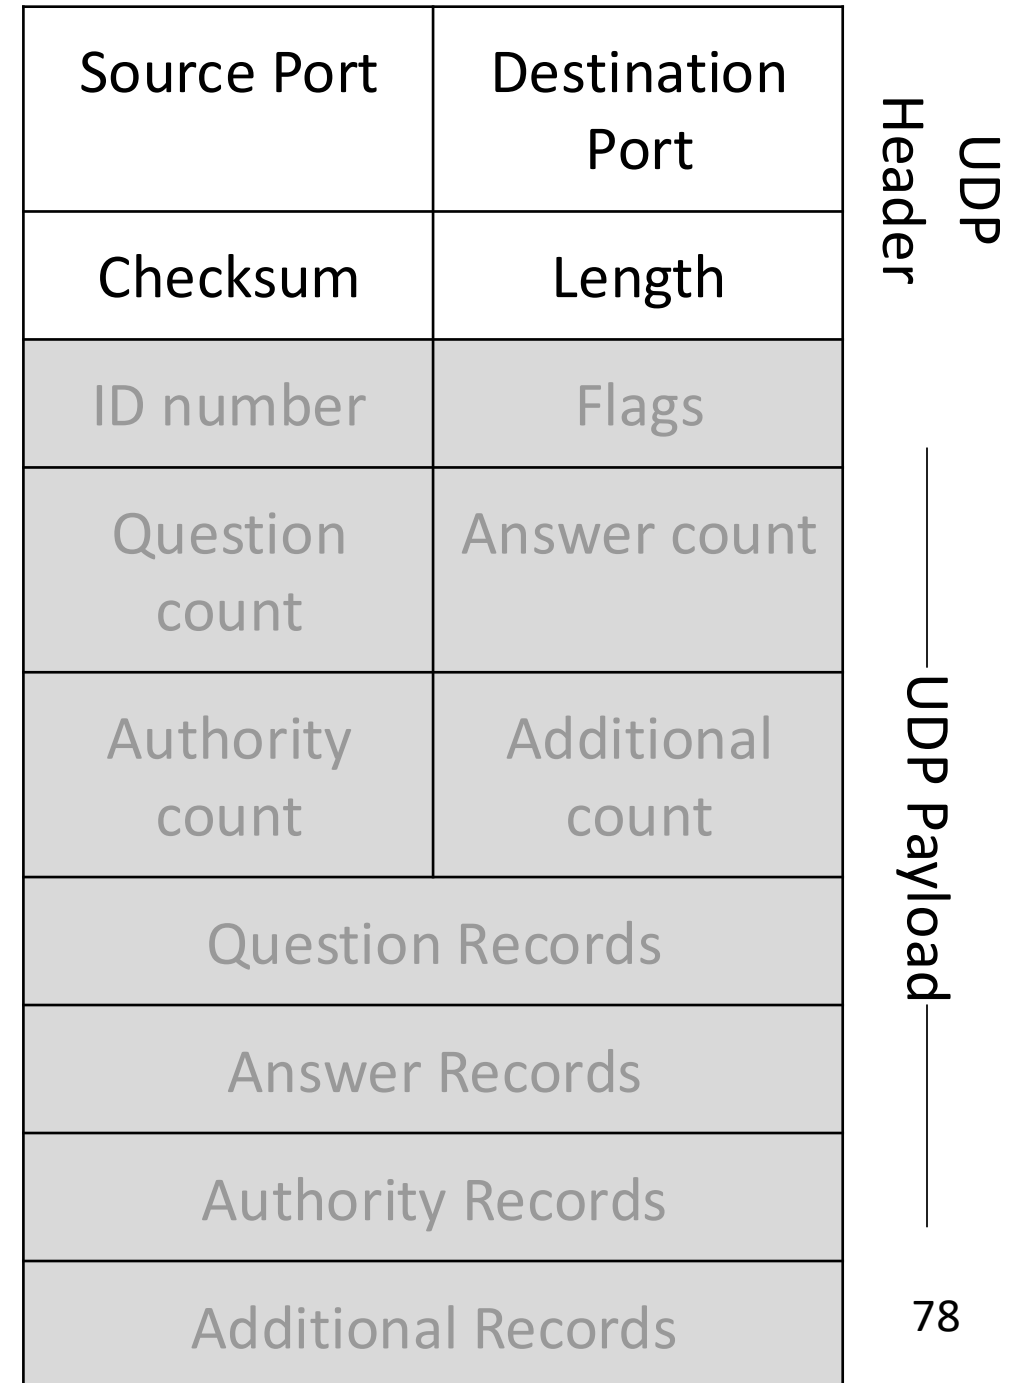 Source Port
Destination
Port
Checksum
Length
ID number
Flags
Question
count
Answer count
Authority
count
Additional
count
Question Records
Answer Records
Authority Records
Additional Records
UDP
Header
UDP Payload
78